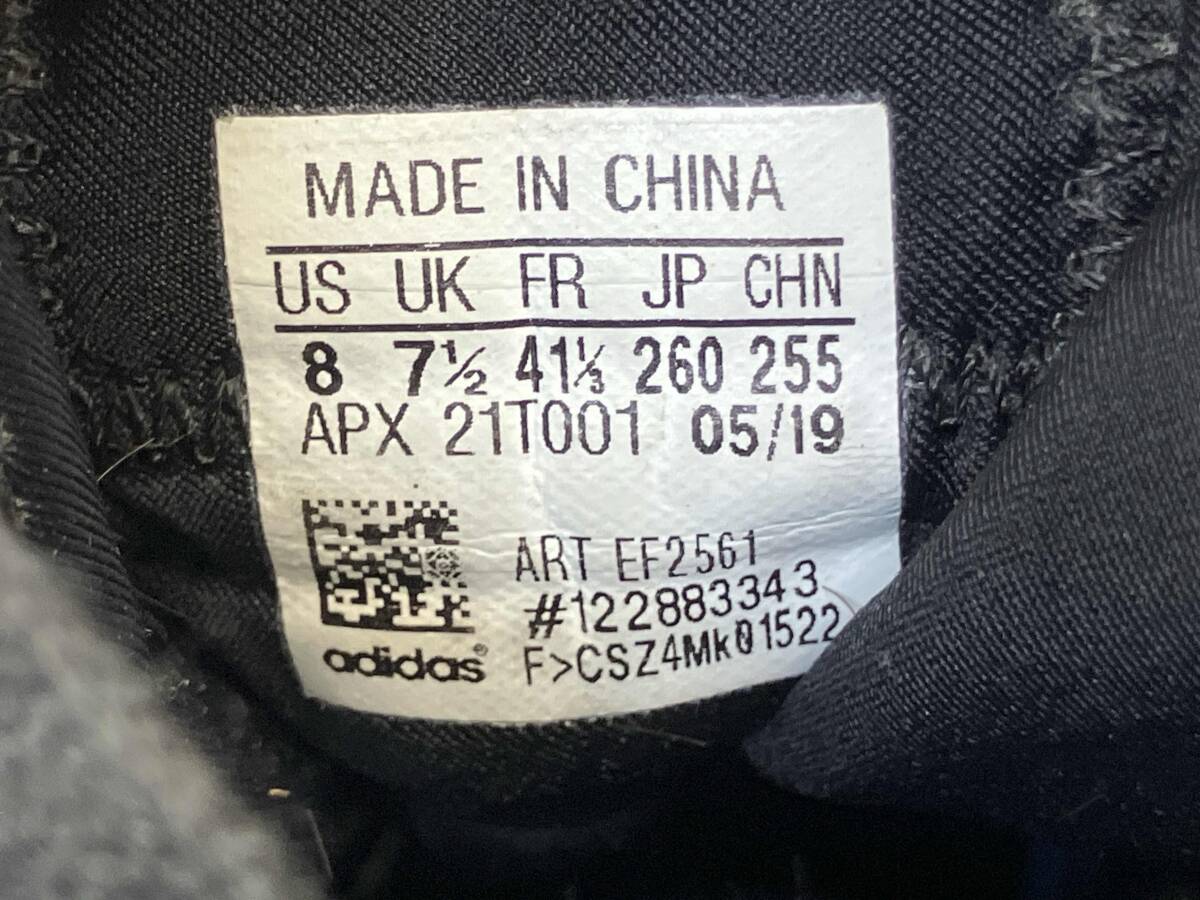 MADE IN CHINA
US UK FR JP CHN
8 7½ 41⅓ 260 255
APX 21T001 05/19
ART EF2561
#122883343
adidas® F>CSZ4Mk01522